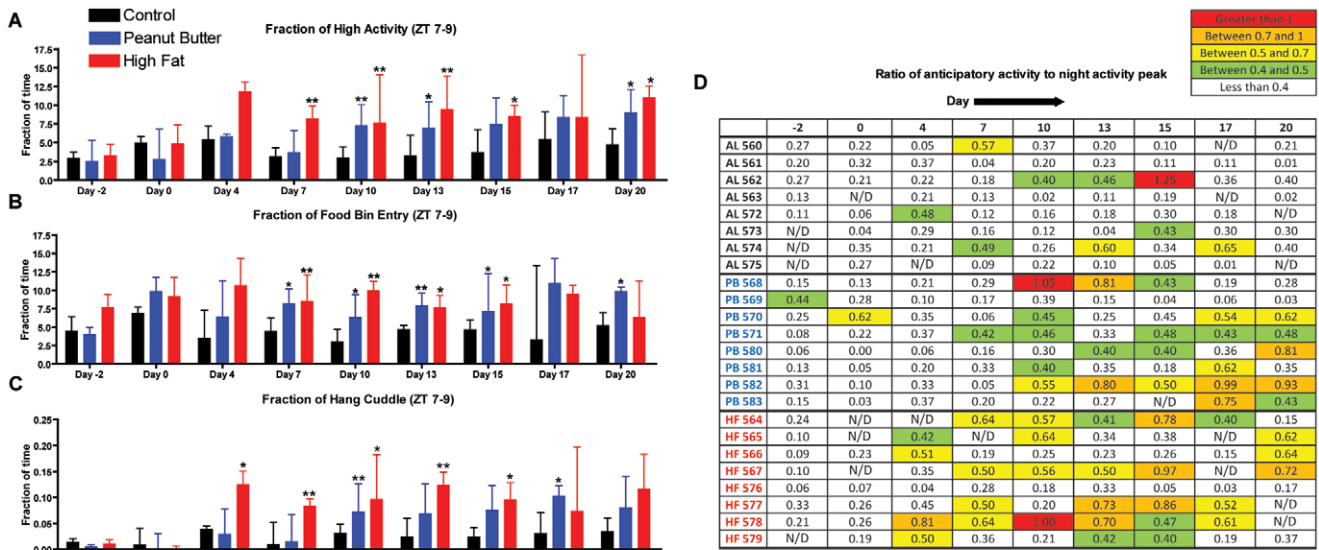 A
Control
Peanut Butter
High Fat
Fraction of High Activity (ZT 7-9)
Fraction of time
17.5
15.0
12.5
10.0
7.5
5.0
2.5
0.0
** ** ** * ** * * *
Day -2 Day 0 Day 4 Day 7 Day 10 Day 13 Day 15 Day 17 Day 20
B
Fraction of Food Bin Entry (ZT 7-9)
Fraction of time
17.5
15.0
12.5
10.0
7.5
5.0
2.5
0.0
* ** * ** ** * * * *
Day -2 Day 0 Day 4 Day 7 Day 10 Day 13 Day 15 Day 17 Day 20
C
Fraction of Hang Cuddle (ZT 7-9)
Fraction of time
0.25
0.20
0.15
0.10
0.05
0.00
* ** ** * ** * *
D
Greater than 1
Between 0.7 and 1
Between 0.5 and 0.7
Between 0.4 and 0.5
Less than 0.4
Ratio of anticipatory activity to night activity peak
Day
-2 0 4 7 10 13 15 17 20
AL 560 0.27 0.22 0.05 0.57 0.37 0.20 0.10 N/D 0.21
AL 561 0.20 0.32 0.37 0.04 0.20 0.23 0.11 0.11 0.01
AL 562 0.27 0.21 0.22 0.18 0.40 0.46 1.25 0.36 0.40
AL 563 0.13 N/D 0.21 0.13 0.02 0.11 0.19 N/D 0.02
AL 572 0.11 0.06 0.48 0.12 0.16 0.18 0.30 0.18 N/D
AL 573 N/D 0.04 0.29 0.16 0.12 0.04 0.43 0.30 0.30
AL 574 N/D 0.35 0.21 0.49 0.26 0.60 0.34 0.65 0.40
AL 575 N/D 0.27 N/D 0.09 0.22 0.10 0.05 0.01 N/D
PB 568 0.15 0.13 0.21 0.29 1.05 0.81 0.43 0.19 0.28
PB 569 0.44 0.28 0.10 0.17 0.39 0.15 0.04 0.06 0.03
PB 570 0.25 0.62 0.35 0.06 0.45 0.25 0.45 0.54 0.62
PB 571 0.08 0.22 0.37 0.42 0.46 0.33 0.48 0.43 0.48
PB 580 0.06 0.00 0.06 0.16 0.30 0.40 0.40 0.36 0.81
PB 581 0.13 0.05 0.20 0.33 0.40 0.35 0.18 0.62 0.35
PB 582 0.31 0.10 0.33 0.05 0.55 0.80 0.50 0.99 0.93
PB 583 0.15 0.03 0.37 0.20 0.22 0.27 N/D 0.75 0.43
HF 564 0.24 N/D N/D 0.64 0.57 0.41 0.78 0.40 0.15
HF 565 0.10 N/D 0.42 N/D 0.64 0.34 0.38 N/D 0.62
HF 566 0.09 0.23 0.51 0.19 0.25 0.23 0.26 0.15 0.64
HF 567 0.10 N/D 0.35 0.50 0.56 0.50 0.97 N/D 0.72
HF 576 0.06 0.07 0.04 0.28 0.18 0.33 0.05 0.03 0.17
HF 577 0.33 0.26 0.45 0.50 0.20 0.73 0.86 0.52 N/D
HF 578 0.21 0.26 0.81 0.64 1.00 0.70 0.47 0.61 N/D
HF 579 N/D 0.19 0.50 0.36 0.21 0.42 0.40 0.19 0.37